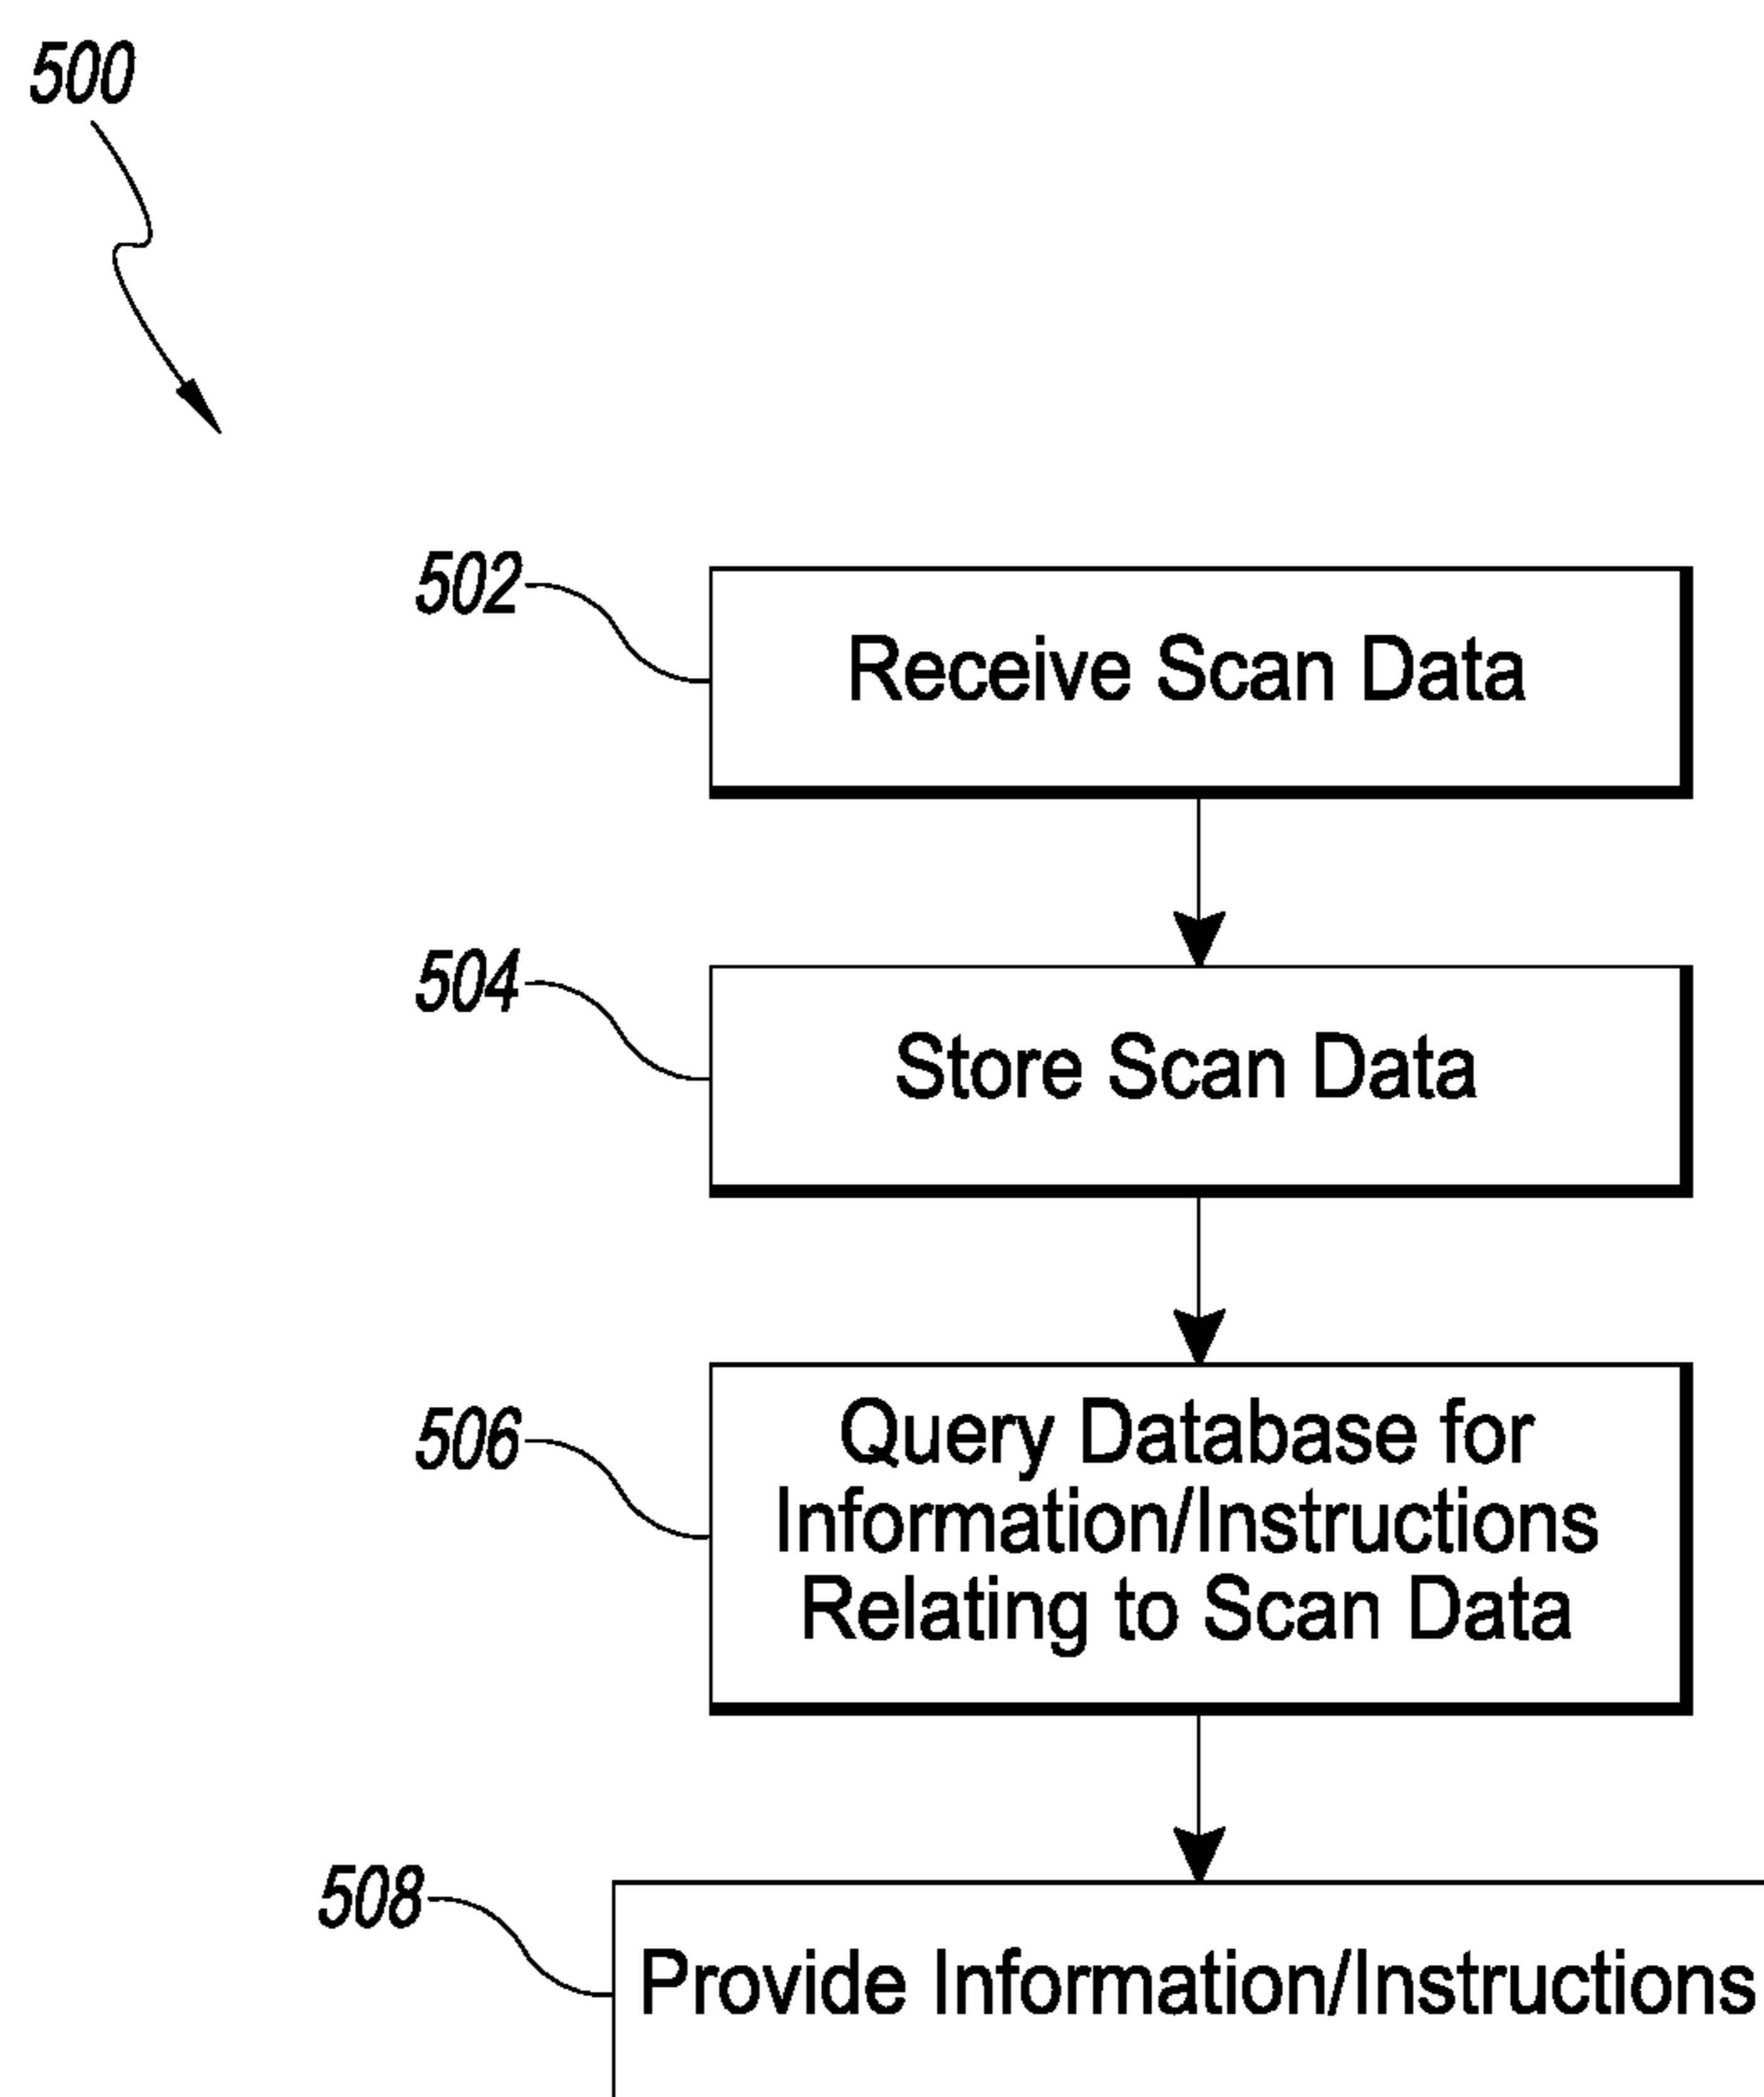 500
502
Receive Scan Data
504
Store Scan Data
506
Query Database for
Information/Instructions
Relating to Scan Data
508
Provide Information/Instructions